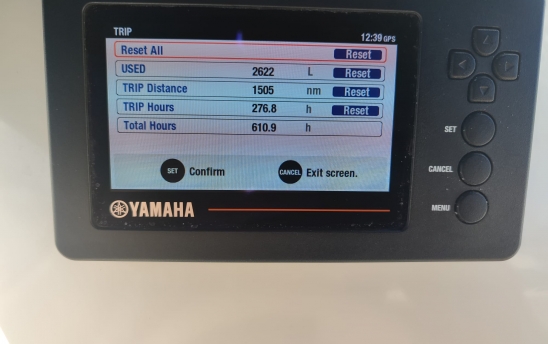 TRIP 12:39 GPS
Reset All Reset
USED 2622 L Reset
TRIP Distance 1505 nm Reset
TRIP Hours 276.8 h Reset
Total Hours 610.9 h
SET Confirm CANCEL Exit screen.
YAMAHA
SET
CANCEL
MENU